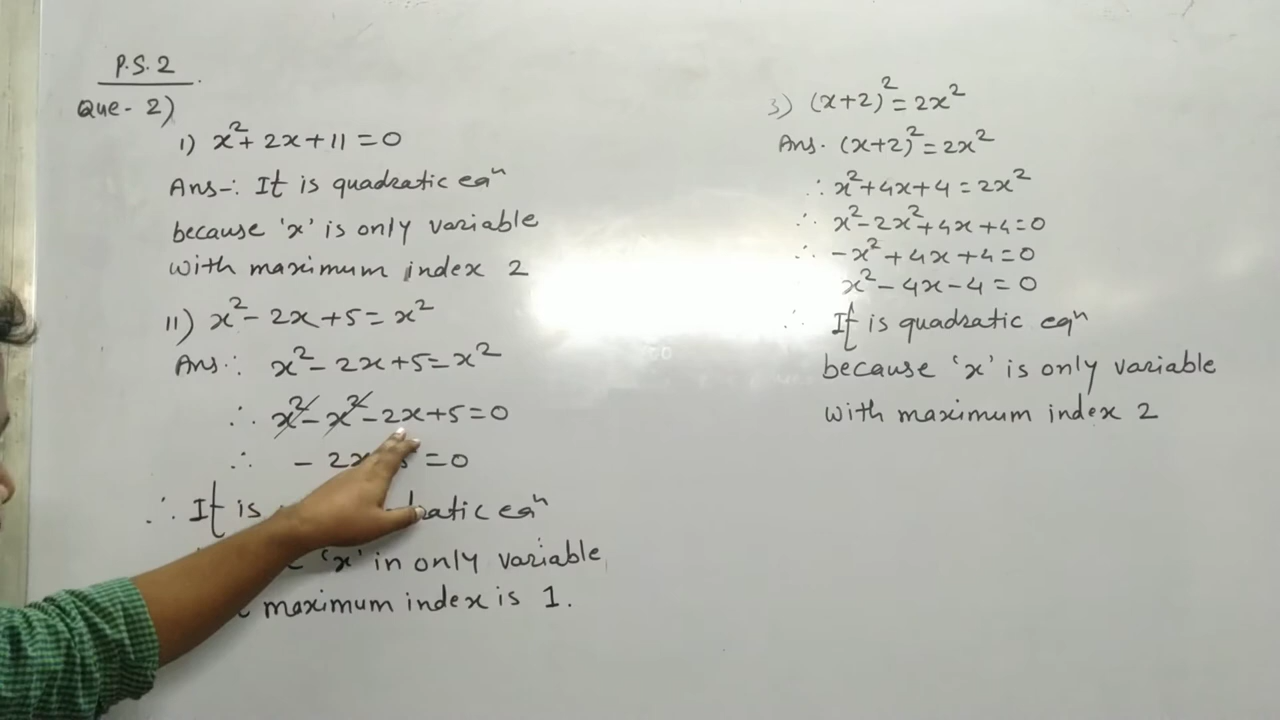 P.S.2
Que- 2)
1) x²+2x+11=0
Ans-: It is quadratic eqⁿ
because 'x' is only variable
with maximum index 2
11) x²-2x+5=x²
Ans.: x²-2x+5=x²
∴ x²-x²-2x+5=0
∴ -2x =0
∴ It is eqⁿ
'x' in only variable
maximum index is 1.
3) (x+2)²=2x²
Ans. (x+2)²=2x²
∴ x²+4x+4=2x²
∴ x²-2x²+4x+4=0
∴ -x²+4x+4=0
x²-4x-4=0
∴ It is quadratic eqⁿ
because 'x' is only variable
with maximum index 2